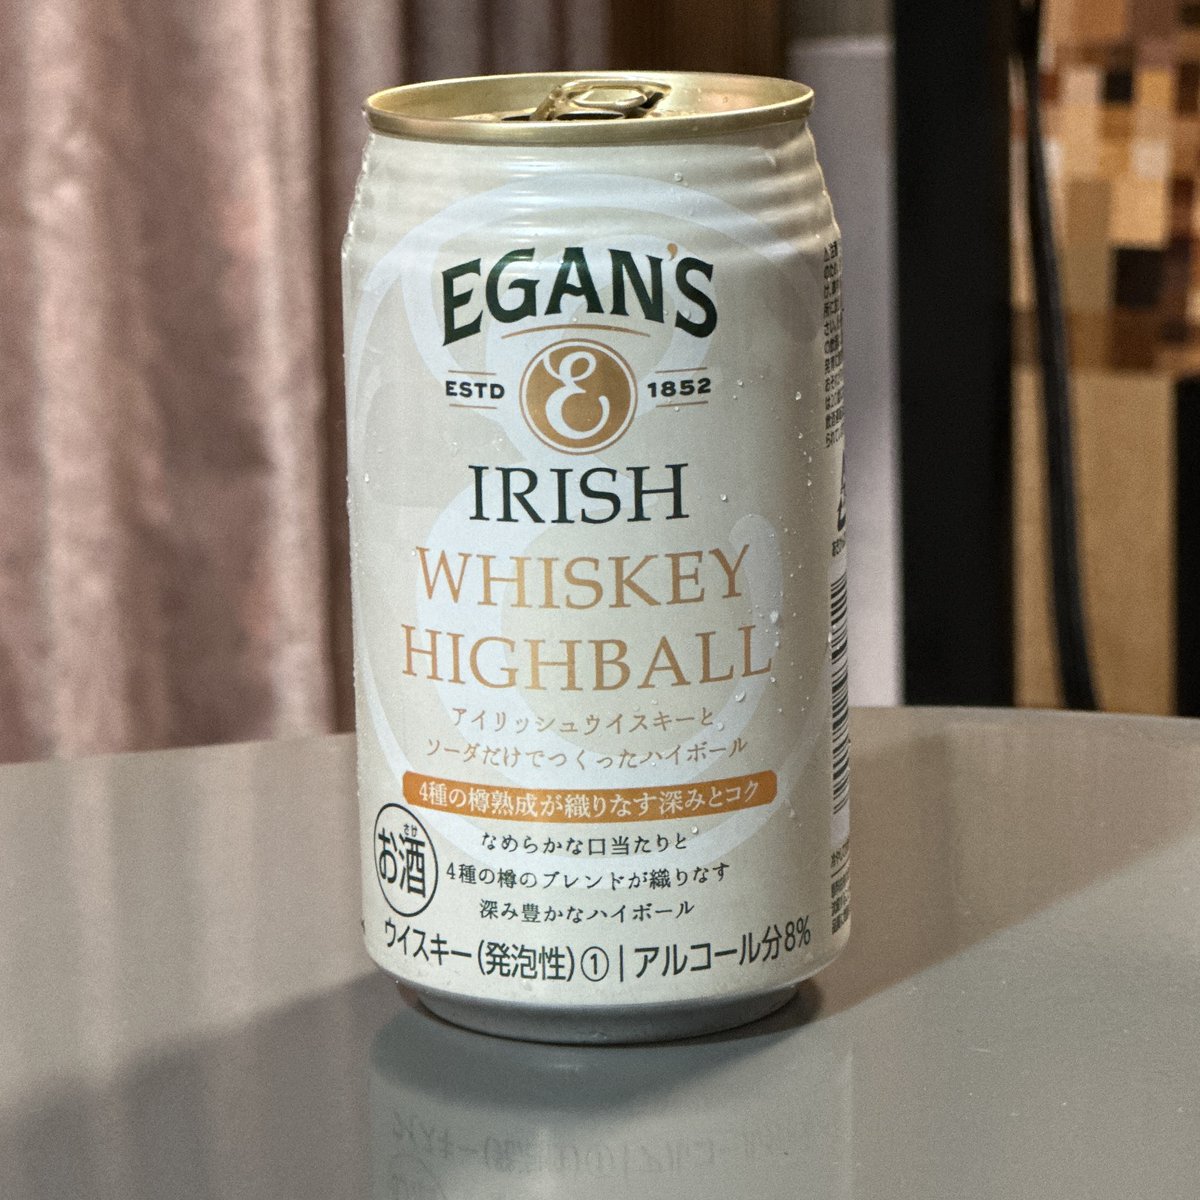 EGAN'S
ESTD E 1852
IRISH
WHISKEY
HIGHBALL
アイリッシュウイスキーと
ソーダだけでつくったハイボール
4種の樽熟成が織りなす深みとコク
なめらかな口当たりと
4種の樽のブレンドが織りなす
深み豊かなハイボール
さけ
お酒
ウイスキー(発泡性)①|アルコール分8%